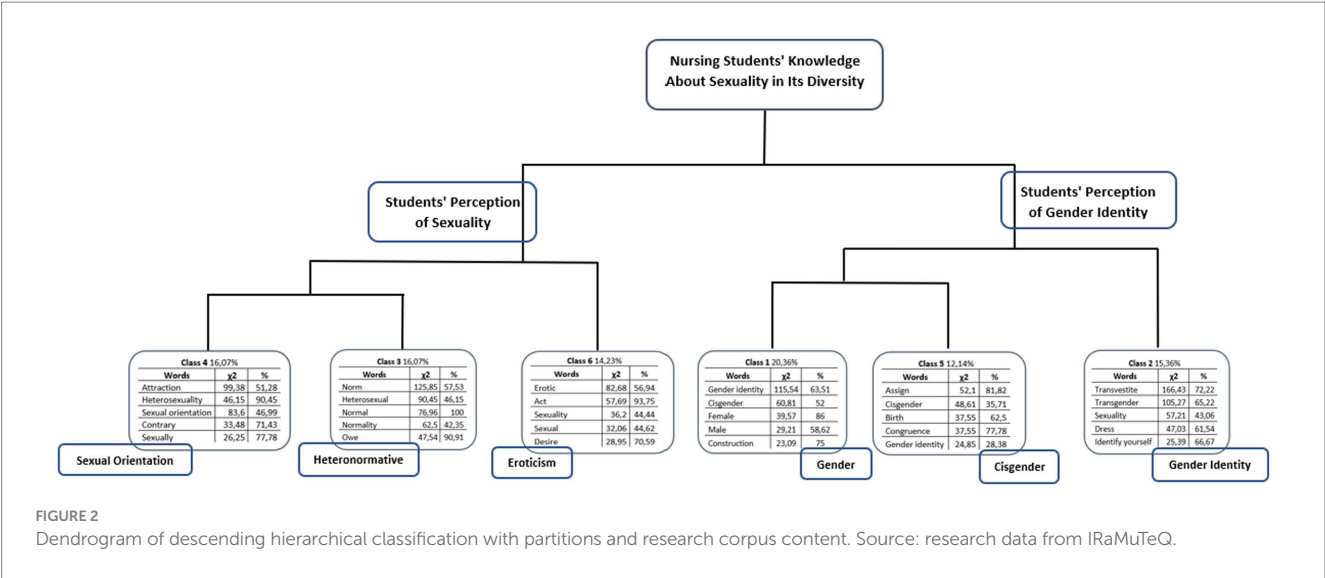 Nursing Students' Knowledge
About Sexuality in Its Diversity
Students' Perception
of Sexuality
Students' Perception
of Gender Identity
Class 4 16,07%
Words χ2 %
Attraction 99,38 51,28
Heterosexuality 46,15 90,45
Sexual orientation 83,6 46,99
Contrary 33,48 71,43
Sexually 26,25 77,78
Sexual Orientation
Class 3 16,07%
Words χ2 %
Norm 125,85 57,53
Heterosexual 90,45 46,15
Normal 76,96 100
Normality 62,5 42,35
Owe 47,54 90,91
Heteronormative
Class 6 14,23%
Words χ2 %
Erotic 82,68 56,94
Act 57,69 93,75
Sexuality 36,2 44,44
Sexual 32,06 44,62
Desire 28,95 70,59
Eroticism
Class 1 20,36%
Words χ2 %
Gender identity 115,54 63,51
Cisgender 60,81 52
Female 39,57 86
Male 29,21 58,62
Construction 23,09 75
Gender
Class 5 12,14%
Words χ2 %
Assign 52,1 81,82
Cisgender 48,61 35,71
Birth 37,55 62,5
Congruence 37,55 77,78
Gender identity 24,85 28,38
Cisgender
Class 2 15,36%
Words χ2 %
Transvestite 166,43 72,22
Transgender 105,27 65,22
Sexuality 57,21 43,06
Dress 47,03 61,54
Identify yourself 25,39 66,67
Gender Identity
FIGURE 2
Dendrogram of descending hierarchical classification with partitions and research corpus content. Source: research data from IRaMuTeQ.